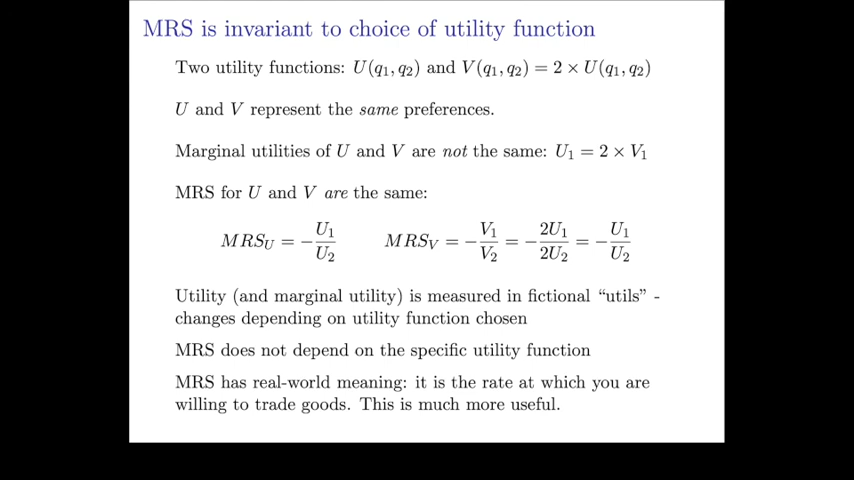 MRS is invariant to choice of utility function
Two utility functions: U(q₁, q₂) and V(q₁, q₂) = 2 × U(q₁, q₂)
U and V represent the same preferences.
Marginal utilities of U and V are not the same: U₁ = 2 × V₁
MRS for U and V are the same:
MRS_U = −U₁/U₂ MRS_V = −V₁/V₂ = −2U₁/2U₂ = −U₁/U₂
Utility (and marginal utility) is measured in fictional “utils” -
changes depending on utility function chosen
MRS does not depend on the specific utility function
MRS has real-world meaning: it is the rate at which you are
willing to trade goods. This is much more useful.